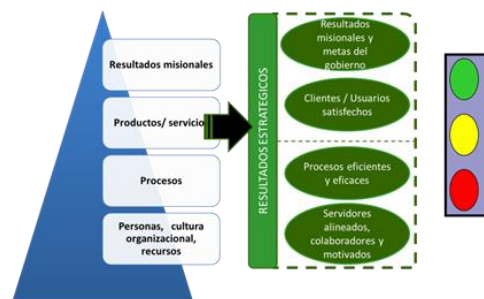 Resultados misionales
Productos/ servicio
Procesos
Personas, cultura
organizacional,
recursos
RESULTADOS ESTRATEGICOS
Resultados
misionales y
metas del
gobierno
Clientes / Usuarios
satisfechos
Procesos eficientes
y eficaces
Servidores
alineados,
colaboradores y
motivados